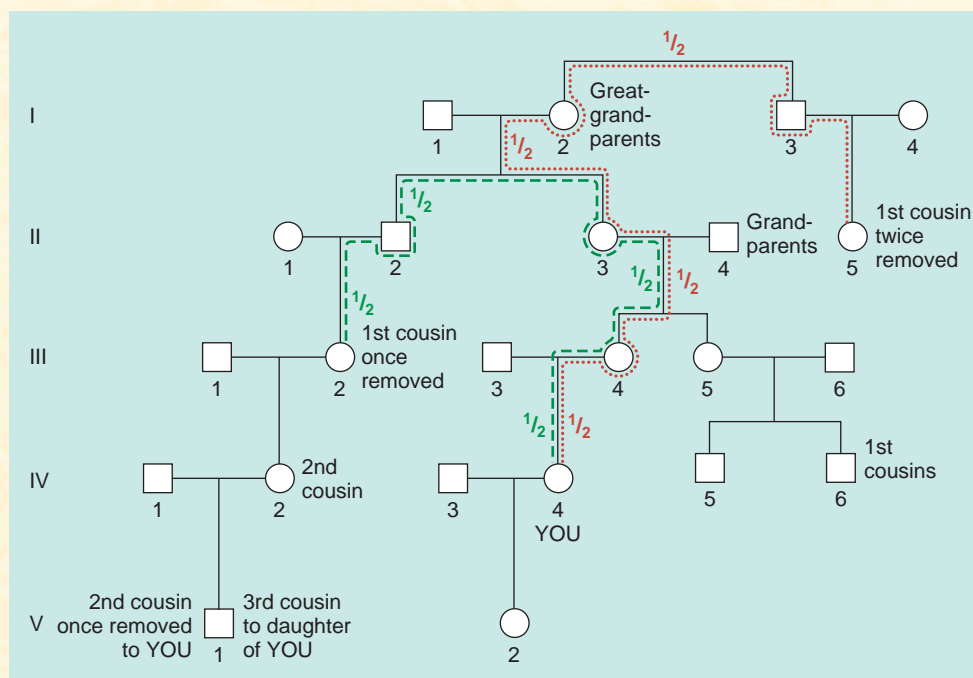 1/2
I
1
2
Great-
grand-
parents
3
4
1/2
1/2
II
1
2
3
Grand-
parents
4
5
1st cousin
twice
removed
1/2
1/2
1/2
III
1
2
1st cousin
once
removed
3
4
5
6
1/2
1/2
IV
1
2
2nd
cousin
3
4
YOU
5
6
1st
cousins
V
2nd cousin
once removed
to YOU
1
3rd cousin
to daughter
of YOU
2